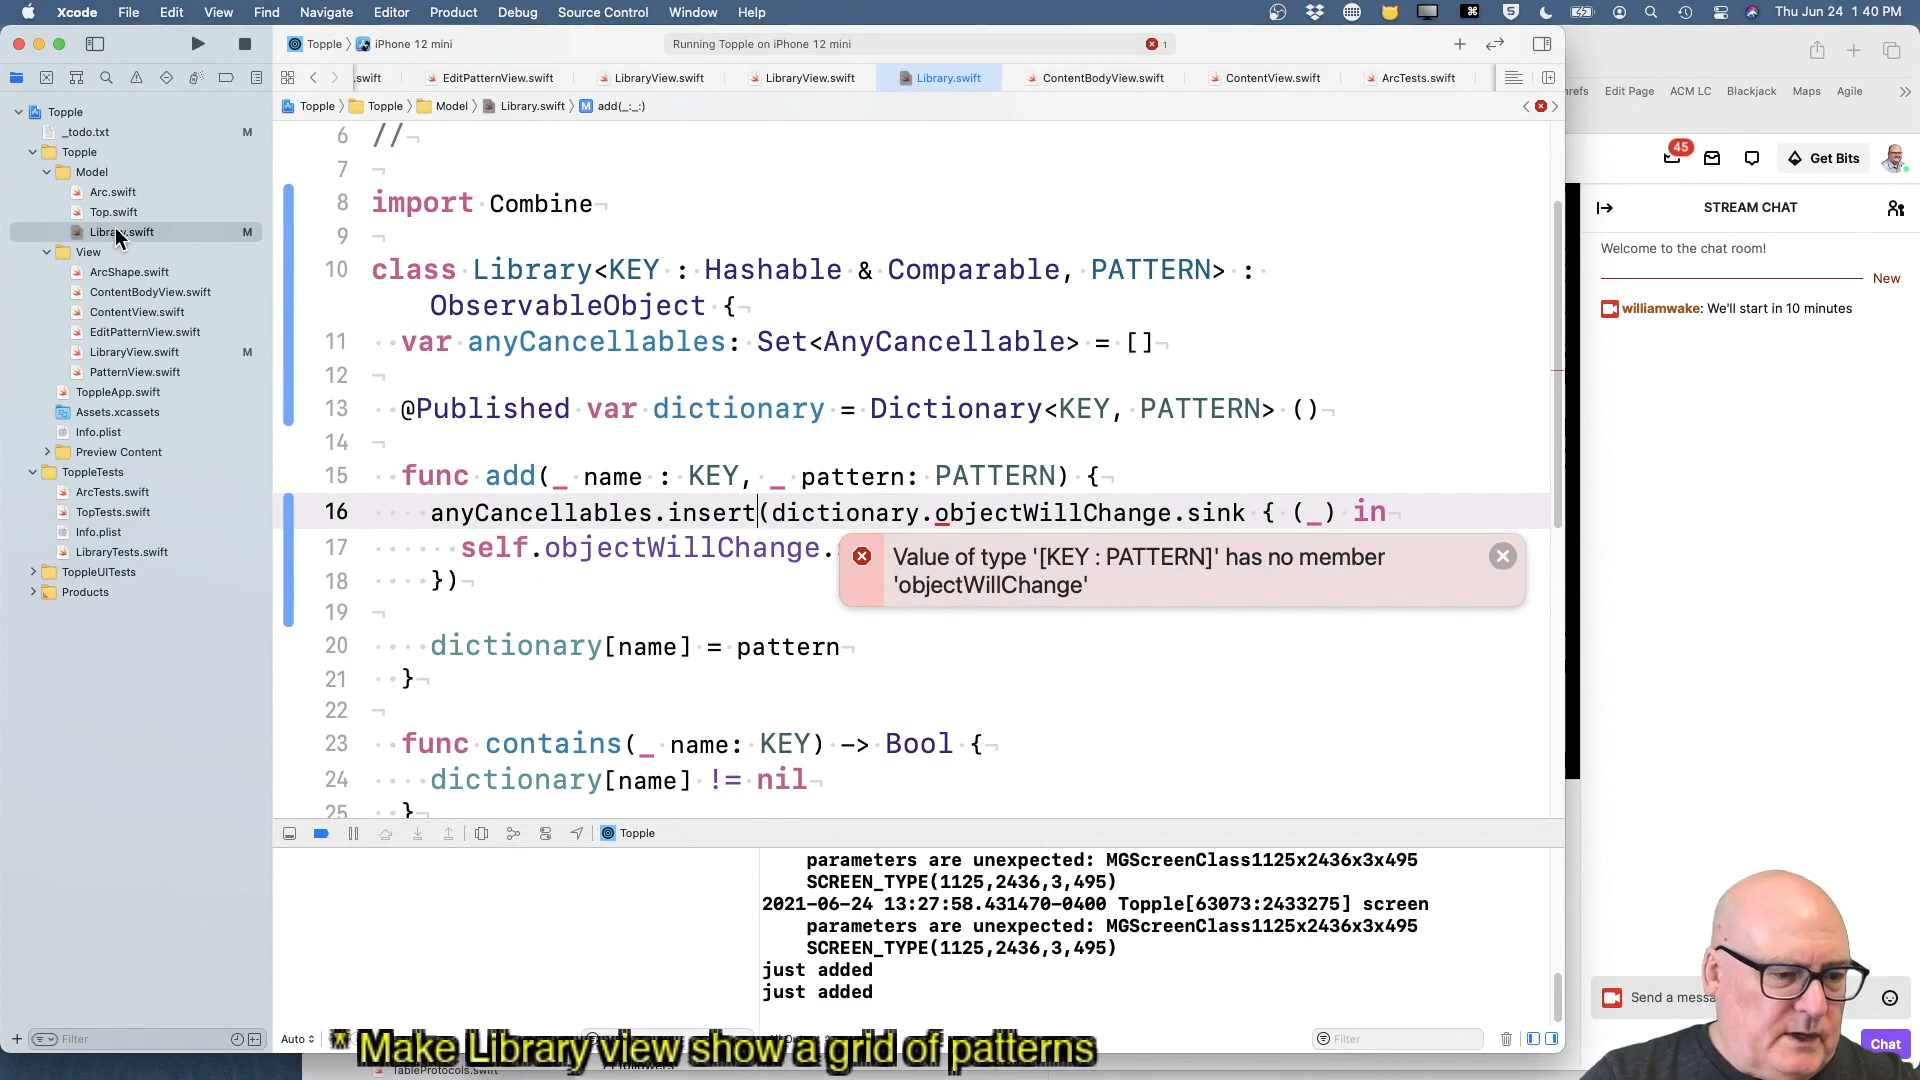 Xcode File Edit View Find Navigate Editor Product Debug Source Control Window Help
Thu Jun 24 1 40 PM
Topple iPhone 12 mini
Running Topple on iPhone 12 mini
1
.swift EditPatternView.swift LibraryView.swift LibraryView.swift Library.swift ContentBodyView.swift ContentView.swift ArcTests.swift
Topple Topple Model Library.swift M add(_:_:)
Topple
_todo.txt M
Topple
Model
Arc.swift
Top.swift
Library.swift M
View
ArcShape.swift
ContentBodyView.swift
ContentView.swift
EditPatternView.swift
LibraryView.swift M
PatternView.swift
ToppleApp.swift
Assets.xcassets
Info.plist
Preview Content
ToppleTests
ArcTests.swift
TopTests.swift
Info.plist
LibraryTests.swift
ToppleUITests
Products
Filter
6 //¬
7 ¬
8 import·Combine¬
9 ¬
10 class·Library<KEY·:·Hashable·&·Comparable,·PATTERN>·:·
ObservableObject·{¬
11 ··var·anyCancellables:·Set<AnyCancellable>·=·[]¬
12 ¬
13 ··@Published·var·dictionary·=·Dictionary<KEY,·PATTERN>·()¬
14 ¬
15 ··func·add(_·name·:·KEY,·_·pattern:·PATTERN)·{¬
16 ····anyCancellables.insert(dictionary.objectWillChange.sink·{·(_)·in¬
17 ······self.objectWillChange.
Value of type '[KEY : PATTERN]' has no member
'objectWillChange'
18 ····})¬
19 ¬
20 ····dictionary[name]·=·pattern¬
21 ··}¬
22 ¬
23 ··func·contains(_·name:·KEY)·->·Bool·{¬
24 ····dictionary[name]·!=·nil¬
25 ··}¬
Topple
parameters are unexpected: MGScreenClass1125x2436x3x495
SCREEN_TYPE(1125,2436,3,495)
2021-06-24 13:27:58.431470-0400 Topple[63073:2433275] screen
parameters are unexpected: MGScreenClass1125x2436x3x495
SCREEN_TYPE(1125,2436,3,495)
just added
just added
Auto
Filter
* Make Library view show a grid of patterns
TableProtocols.swift
refs Edit Page ACM LC Blackjack Maps Agile
45
Get Bits
STREAM CHAT
Welcome to the chat room!
New
williamwake: We'll start in 10 minutes
Send a messa
Chat